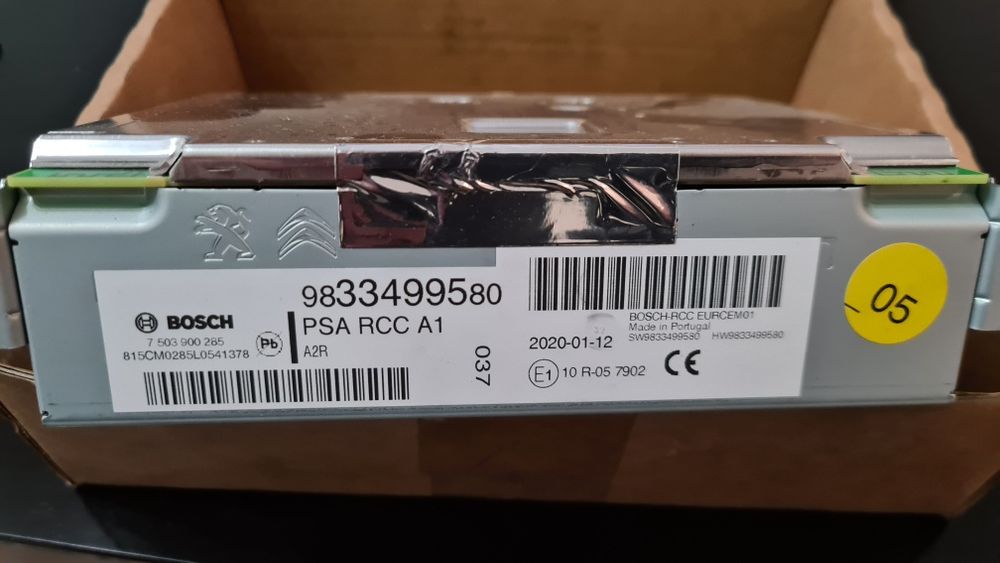 9833499580
BOSCH
PSA RCC A1
7 503 900 285
815CM0285L0541378
Pb
A2R
037
BOSCH-RCC EURCEM01
Made in Portugal
2020-01-12
SW9833499580 HW9833499580
E1 10 R-05 7902
CE
05